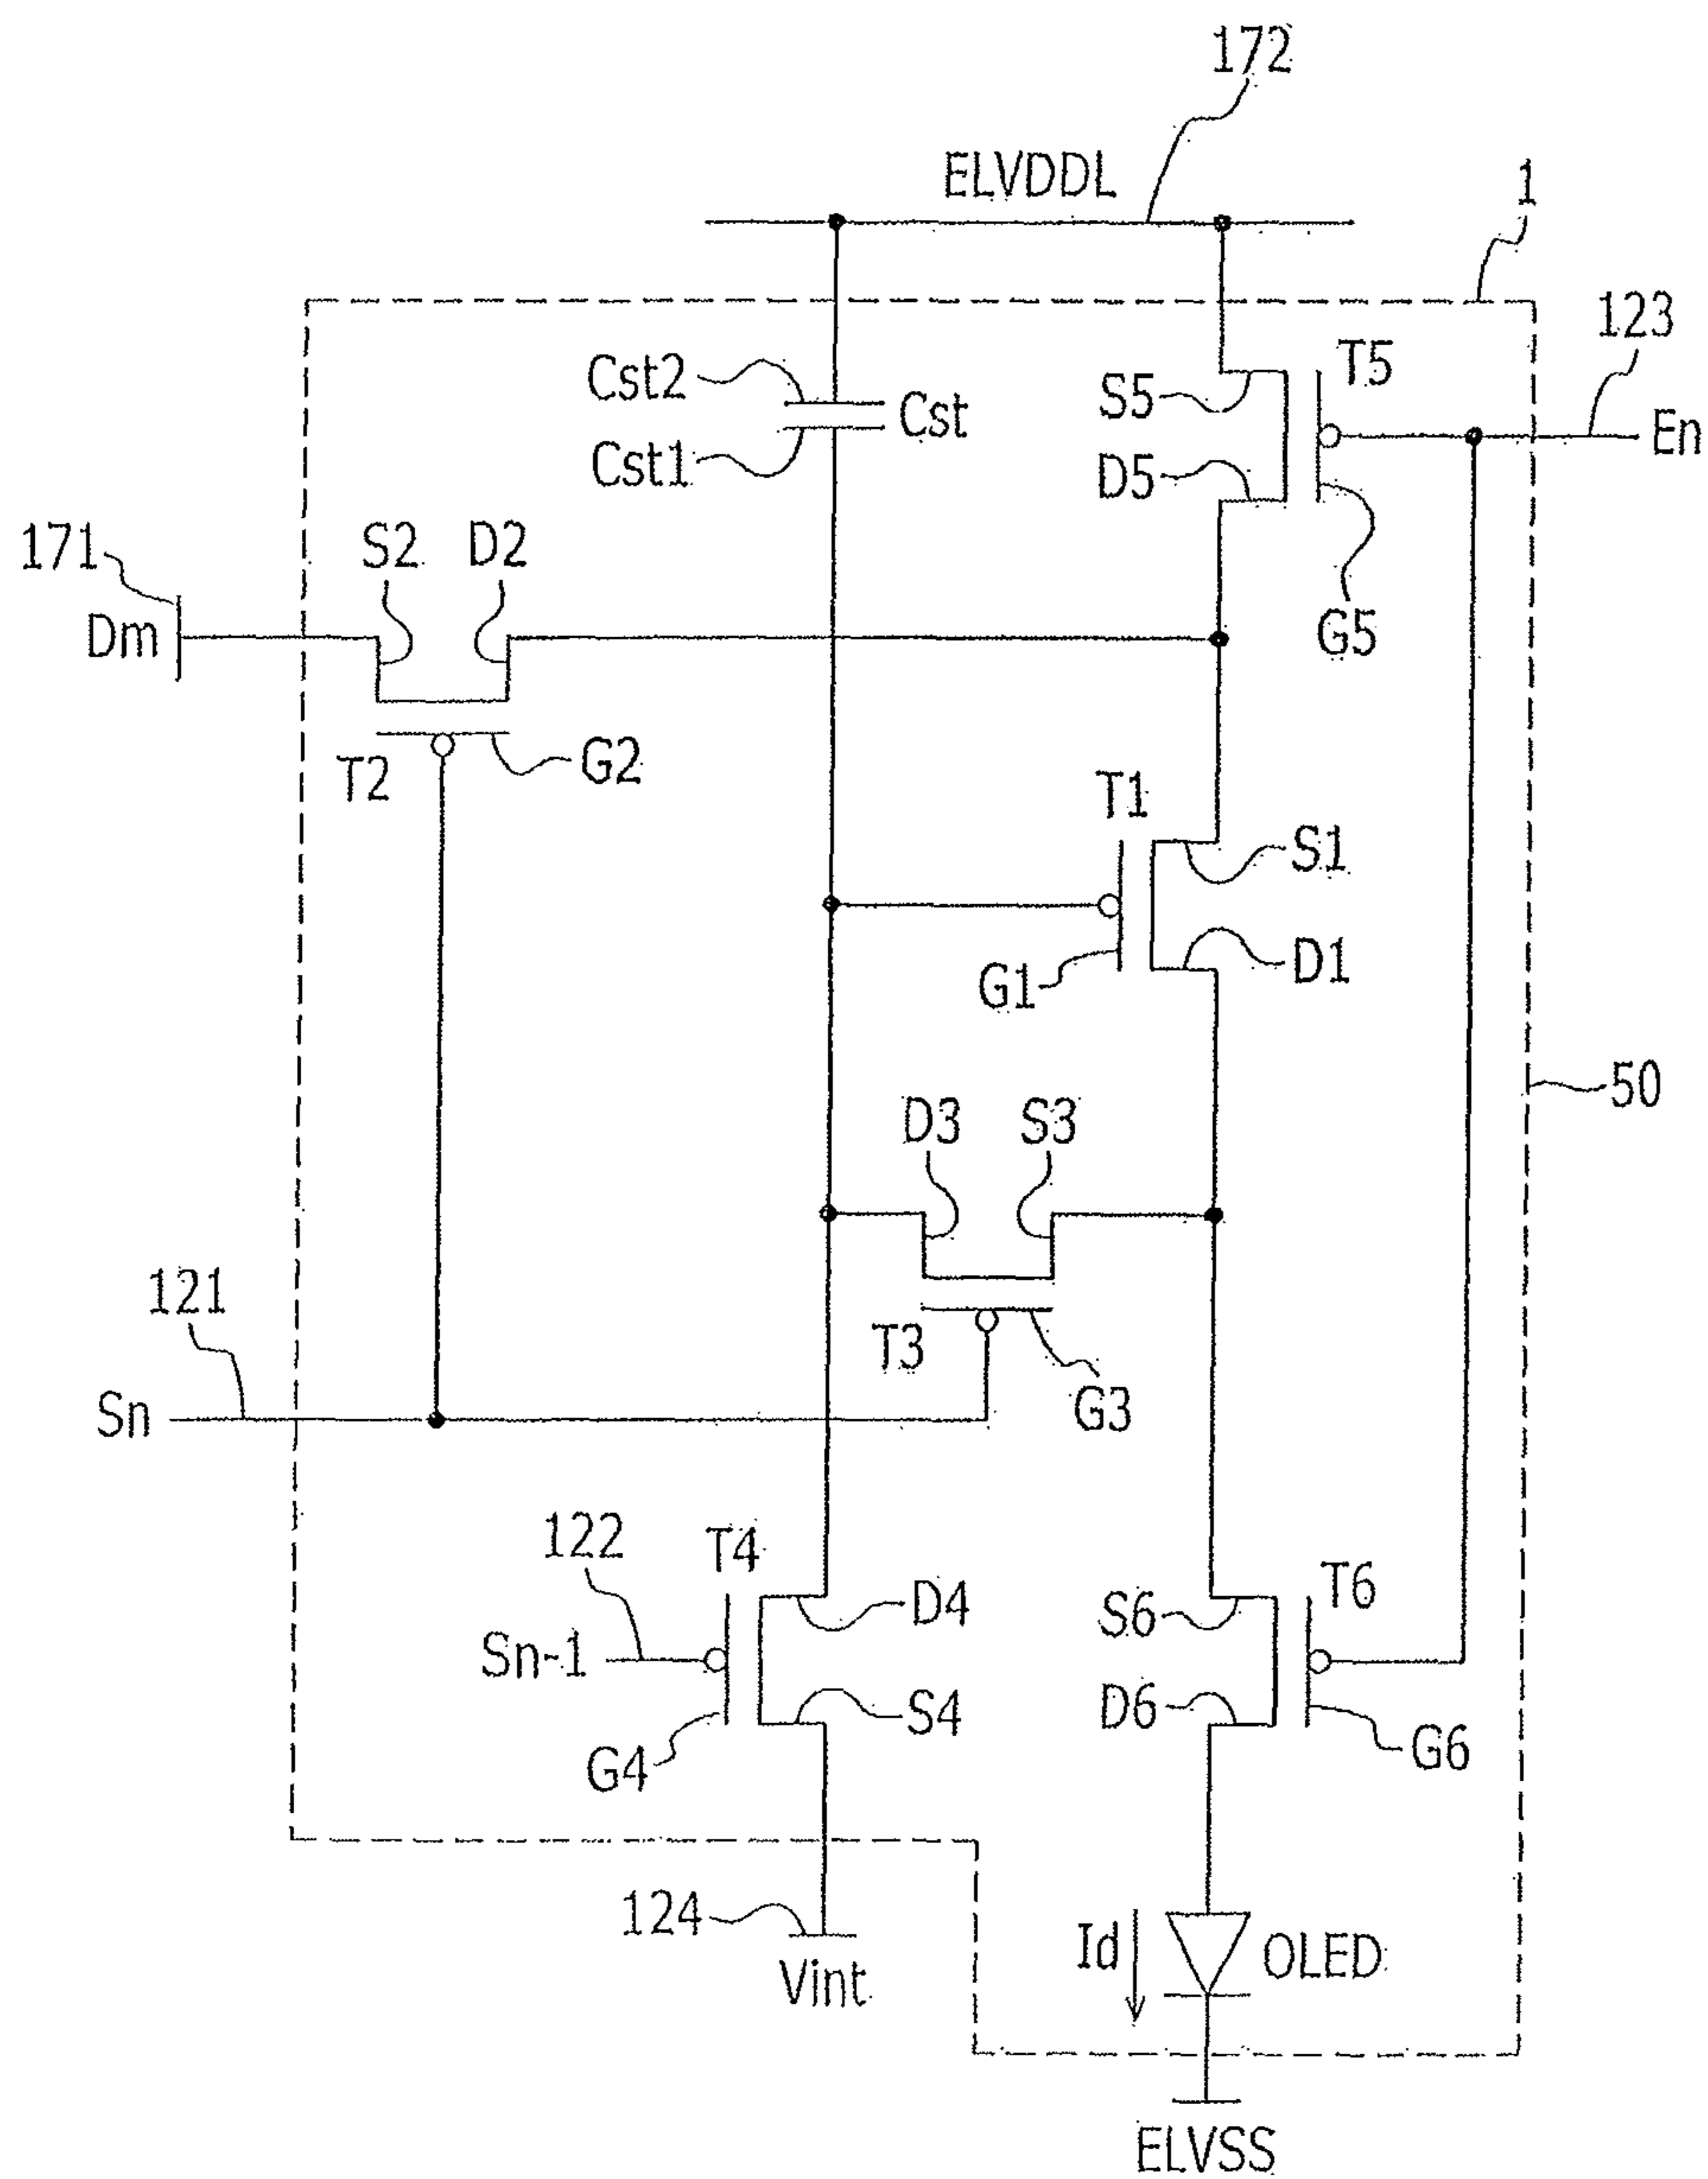 172
ELVDDL
1
123
Cst2
Cst
Cst1
S5
T5
D5
En
G5
171
S2
D2
Dm
T2
G2
T1
S1
G1
D1
50
D3
S3
121
T3
G3
Sn
122
T4
D4
S6
T6
Sn-1
S4
D6
G4
G6
124
Vint
Id
OLED
ELVSS